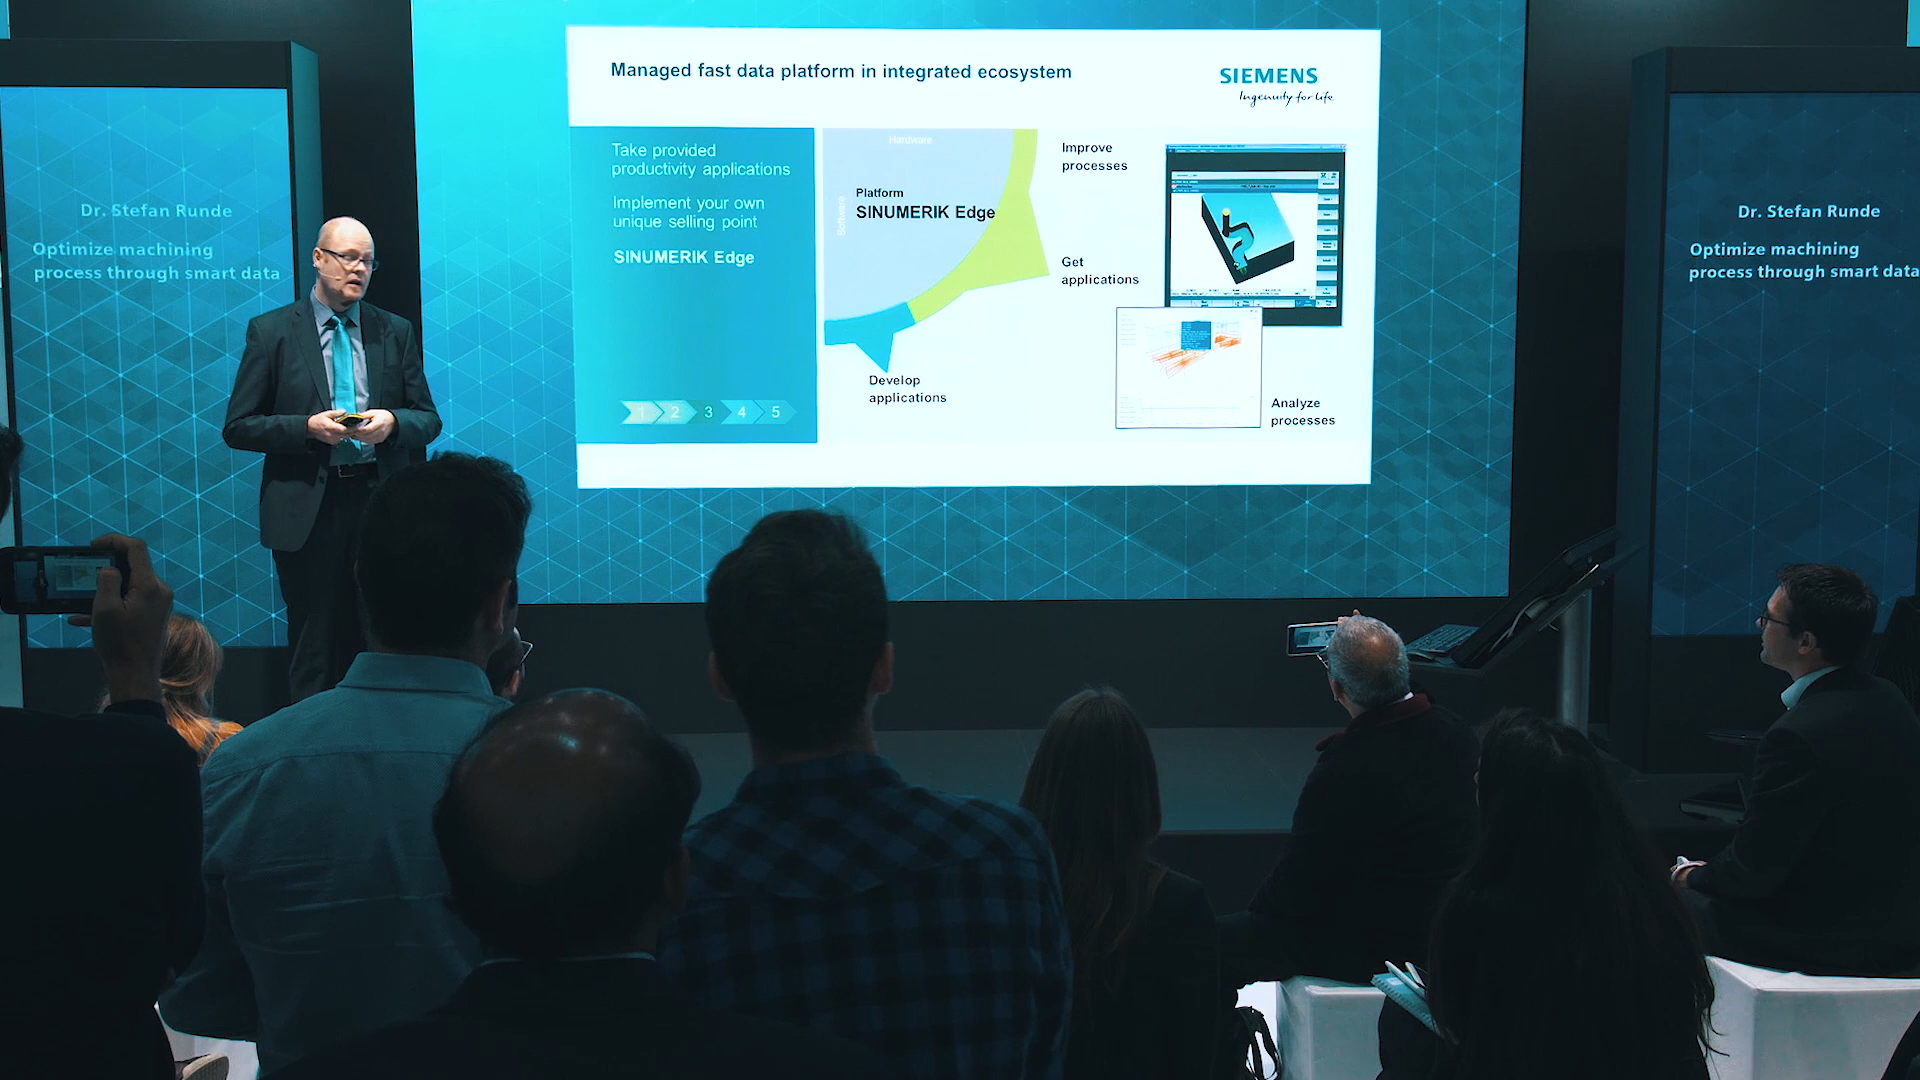 Dr. Stefan Runde
Optimize machining
process through smart data
Managed fast data platform in integrated ecosystem
SIEMENS
Ingenuity for life
Take provided
productivity applications
Implement your own
unique selling point
SINUMERIK Edge
1 2 3 4 5
Hardware
Software
Platform
SINUMERIK Edge
Improve
processes
Get
applications
Develop
applications
Analyze
processes
Dr. Stefan Runde
Optimize machining
process through smart data